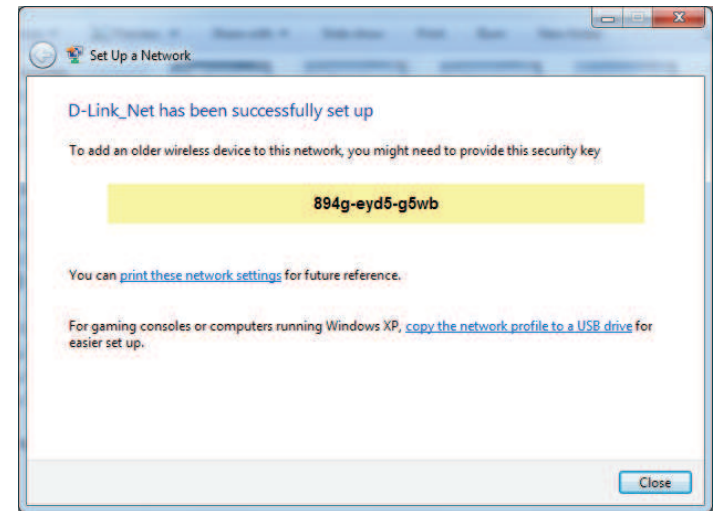 Set Up a Network
D-Link_Net has been successfully set up
To add an older wireless device to this network, you might need to provide this security key
894g-eyd5-g5wb
You can print these network settings for future reference.
For gaming consoles or computers running Windows XP, copy the network profile to a USB drive for
easier set up.
Close